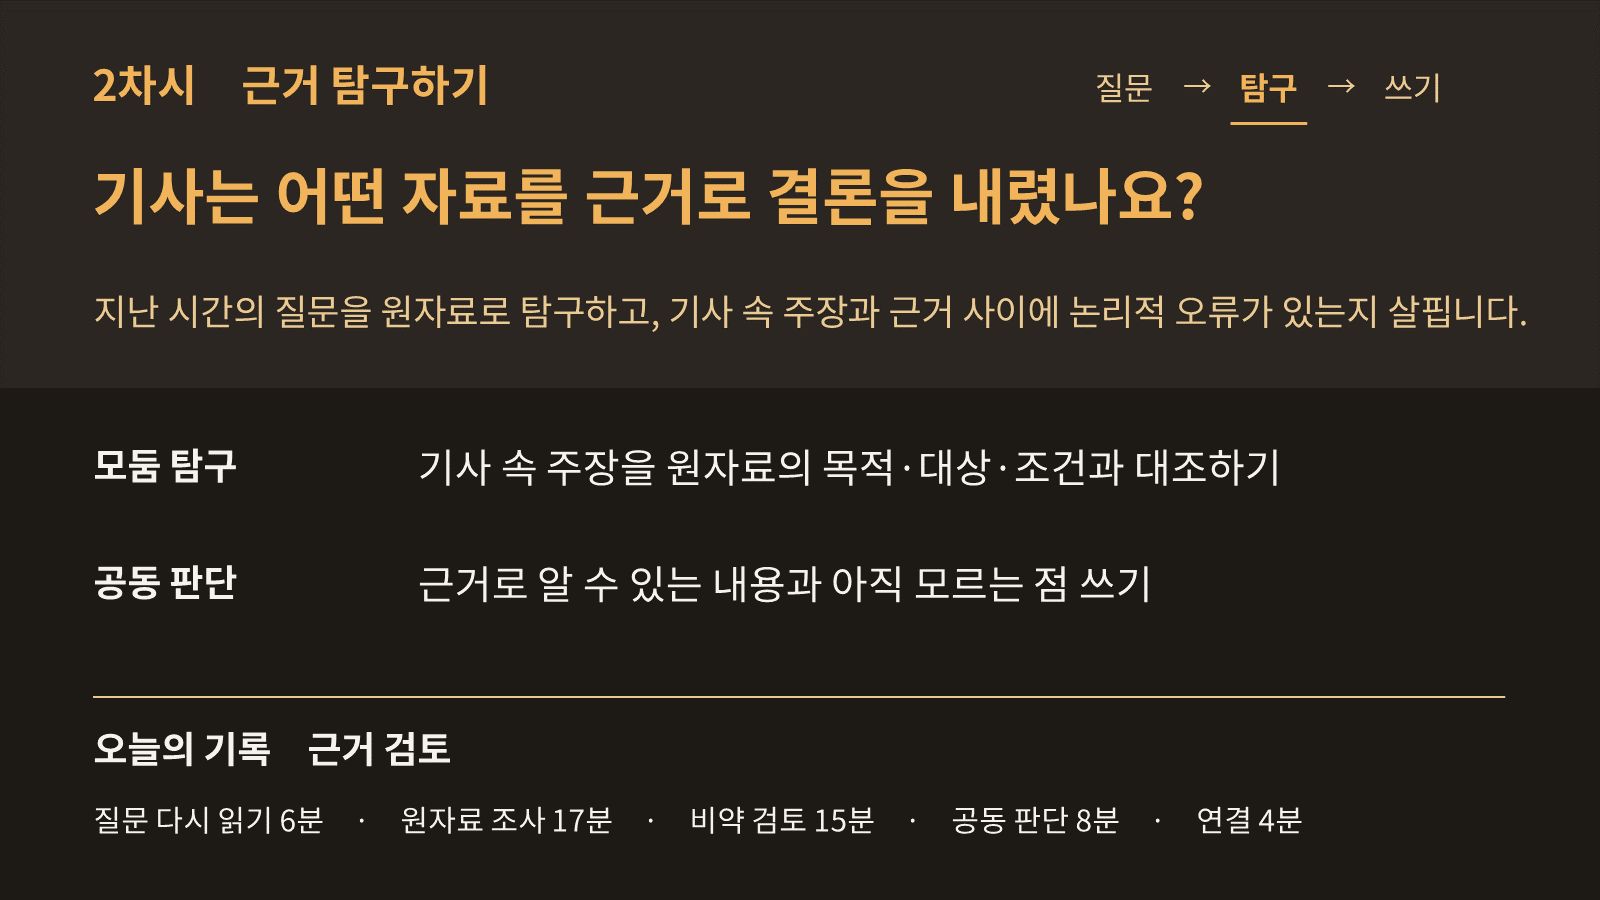 2차시 근거 탐구하기
질문 → 탐구 → 쓰기
기사는 어떤 자료를 근거로 결론을 내렸나요?
지난 시간의 질문을 원자료로 탐구하고, 기사 속 주장과 근거 사이에 논리적 오류가 있는지 살핍니다.
모둠 탐구 기사 속 주장을 원자료의 목적·대상·조건과 대조하기
공동 판단 근거로 알 수 있는 내용과 아직 모르는 점 쓰기
오늘의 기록 근거 검토
질문 다시 읽기 6분 · 원자료 조사 17분 · 비약 검토 15분 · 공동 판단 8분 · 연결 4분